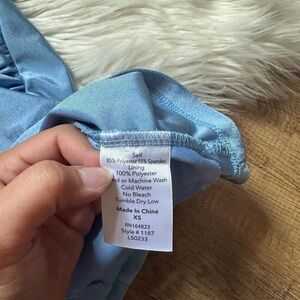 Self
85% Polyester 15% Spandex
Lining
100% Polyester
nd or Machine Wash
Cold Water
No Bleach
Tumble Dry Low
Made In China
XS
RN164823
Style # 1187
LS0233